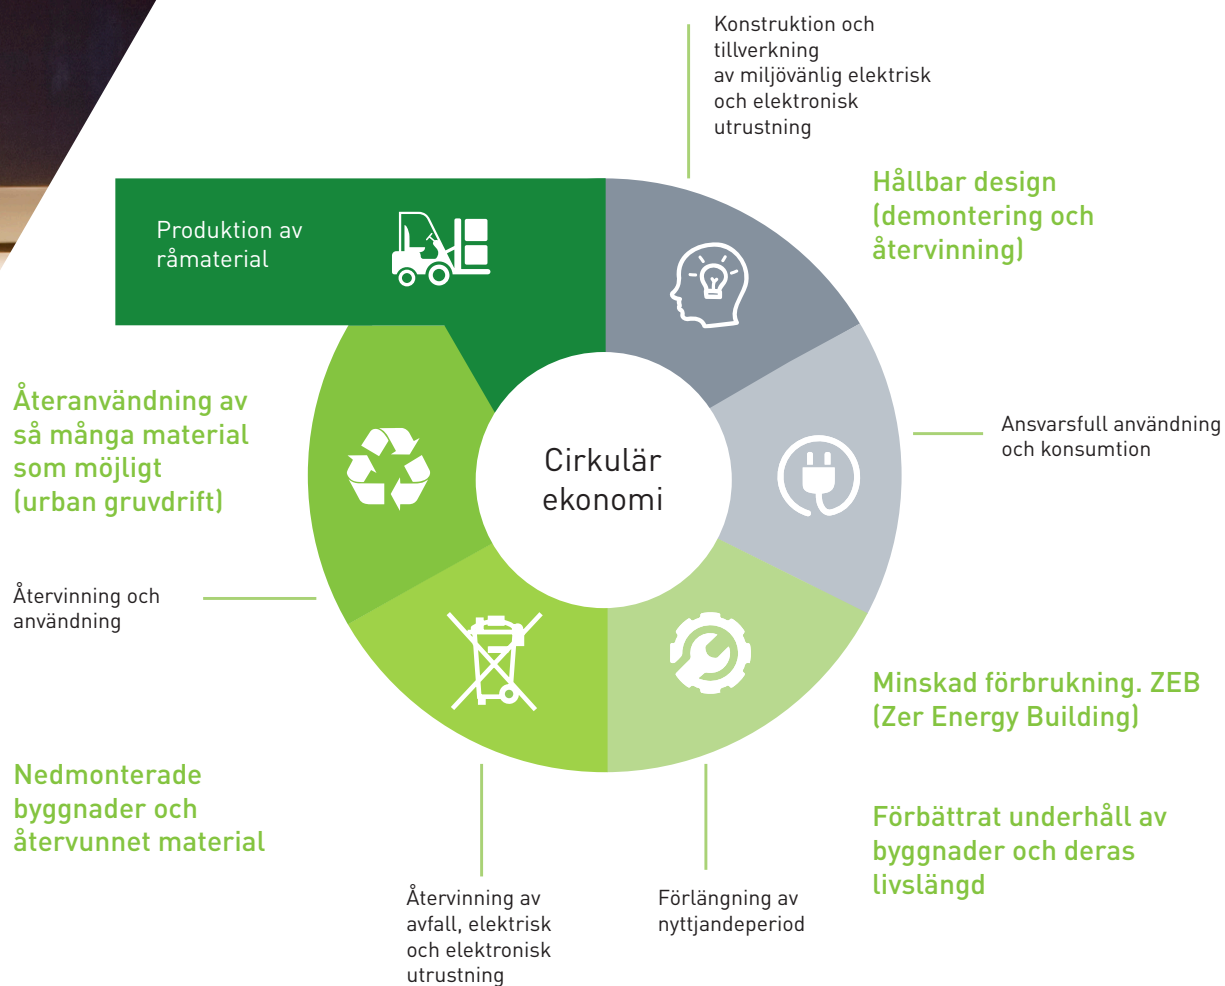 Konstruktion och
tillverkning
av miljövänlig elektrisk
och elektronisk
utrustning
Hållbar design
(demontering och
återvinning)
Produktion av
råmaterial
Återanvändning av
så många material
som möjligt
(urban gruvdrift)
Cirkulär
ekonomi
Ansvarsfull användning
och konsumtion
Återvinning och
användning
Minskad förbrukning. ZEB
(Zer Energy Building)
Nedmonterade
byggnader och
återvunnet material
Förbättrat underhåll av
byggnader och deras
livslängd
Återvinning av
avfall, elektrisk
och elektronisk
utrustning
Förlängning av
nyttjandeperiod